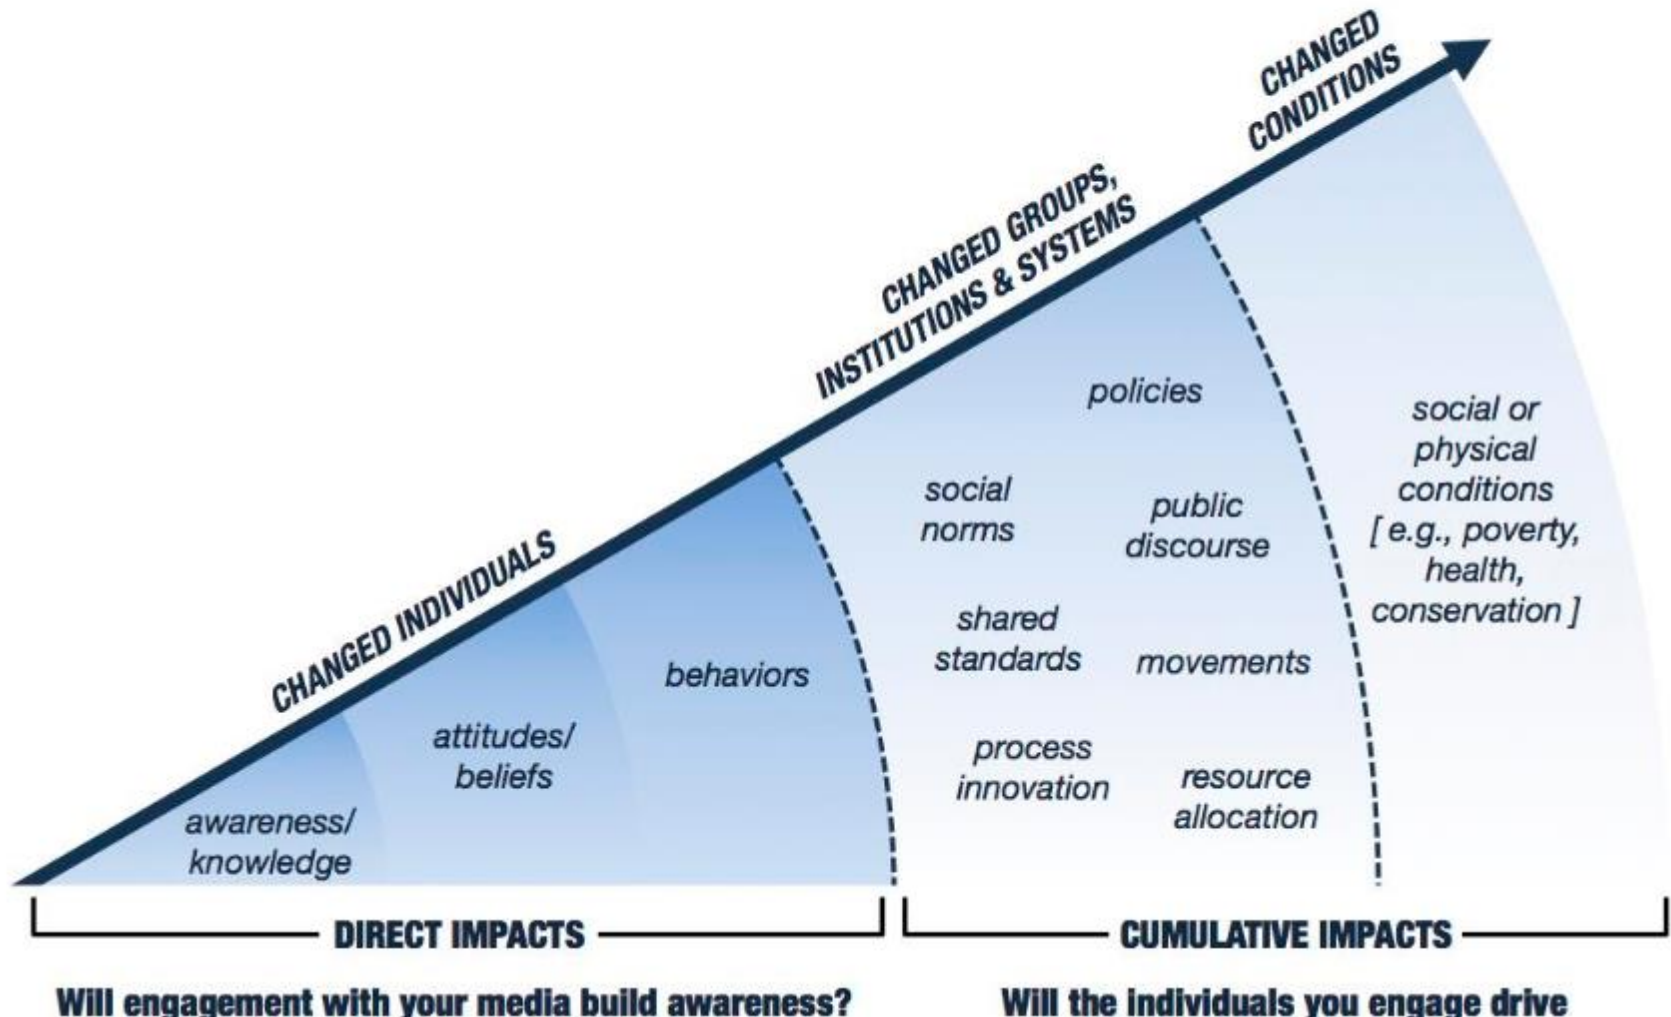 CHANGED
CONDITIONS
CHANGED GROUPS,
INSTITUTIONS & SYSTEMS
CHANGED INDIVIDUALS
awareness/
knowledge
attitudes/
beliefs
behaviors
policies
social
norms
public
discourse
shared
standards
movements
process
innovation
resource
allocation
social or
physical
conditions
[ e.g., poverty,
health,
conservation ]
DIRECT IMPACTS
CUMULATIVE IMPACTS
Will engagement with your media build awareness?
Will the individuals you engage drive